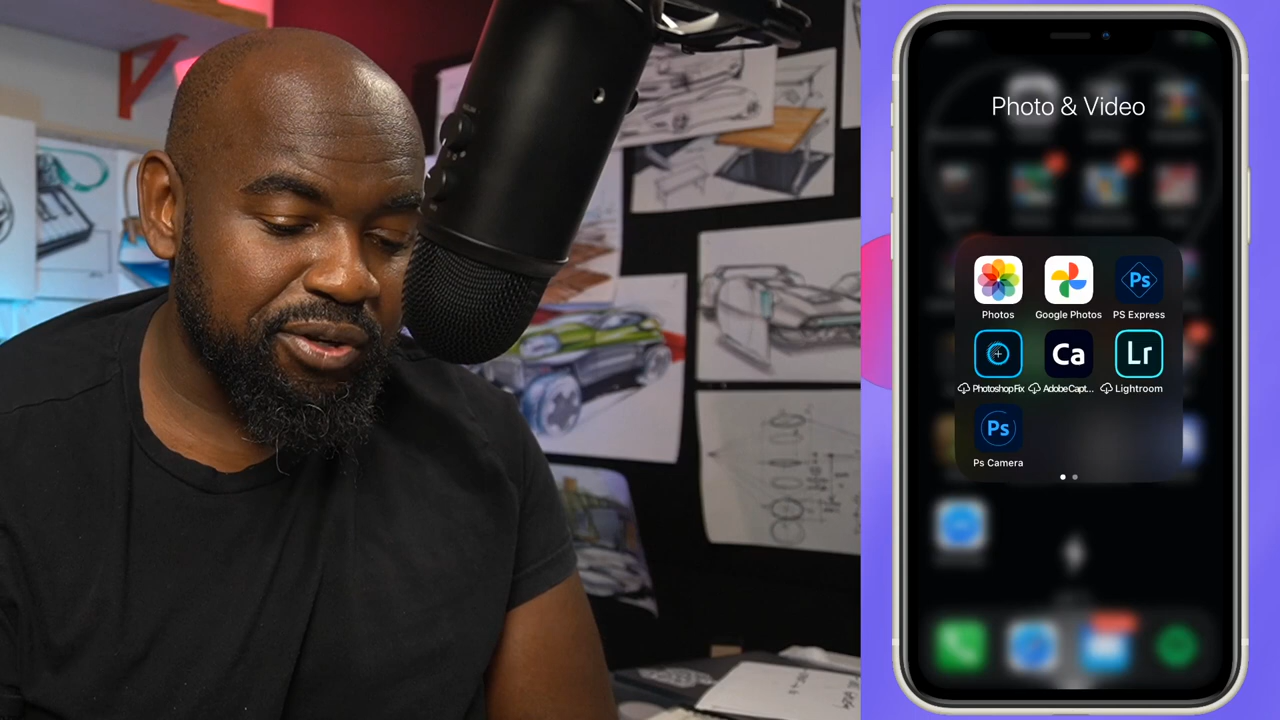 Photo & Video
Photos
Google Photos
Ps
PS Express
PhotoshopFix
Ca
AdobeCapt...
Lr
Lightroom
Ps
Ps Camera